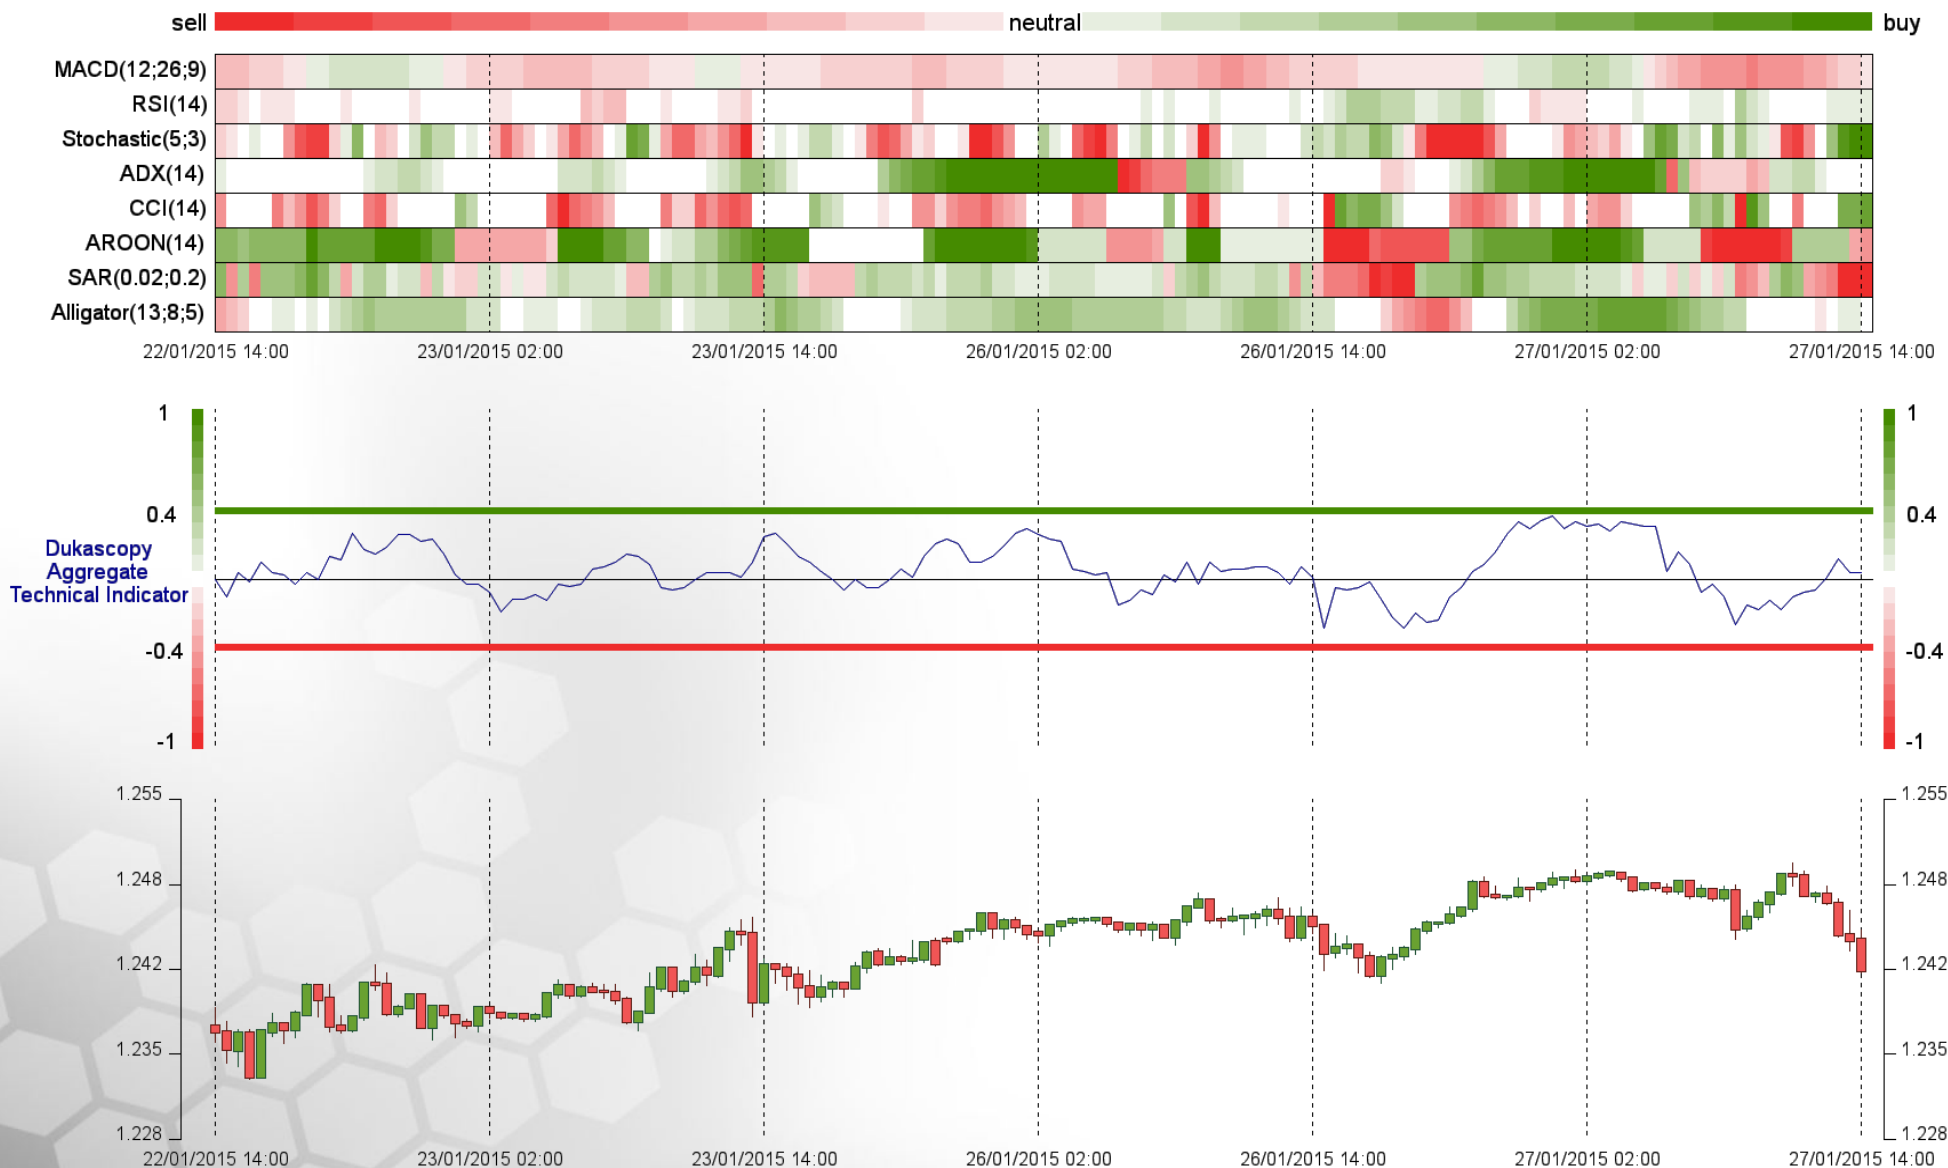 sell neutral buy
MACD(12;26;9)
RSI(14)
Stochastic(5;3)
ADX(14)
CCI(14)
AROON(14)
SAR(0.02;0.2)
Alligator(13;8;5)
22/01/2015 14:00 23/01/2015 02:00 23/01/2015 14:00 26/01/2015 02:00 26/01/2015 14:00 27/01/2015 02:00 27/01/2015 14:00
1 1
0.4 0.4
Dukascopy
Aggregate
Technical Indicator
-0.4 -0.4
-1 -1
1.255 1.255
1.248 1.248
1.242 1.242
1.235 1.235
1.228 1.228
22/01/2015 14:00 23/01/2015 02:00 23/01/2015 14:00 26/01/2015 02:00 26/01/2015 14:00 27/01/2015 02:00 27/01/2015 14:00